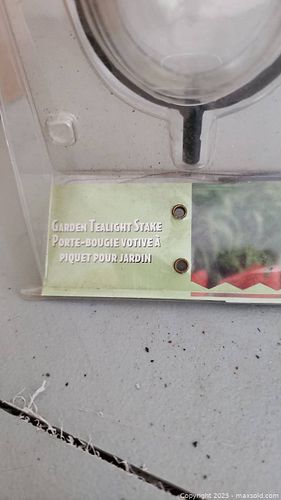 GARDEN TEALIGHT STAKE
PORTE-BOUGIE VOTIVE À
PIQUET POUR JARDIN
Copyright 2023 - maxsold.com